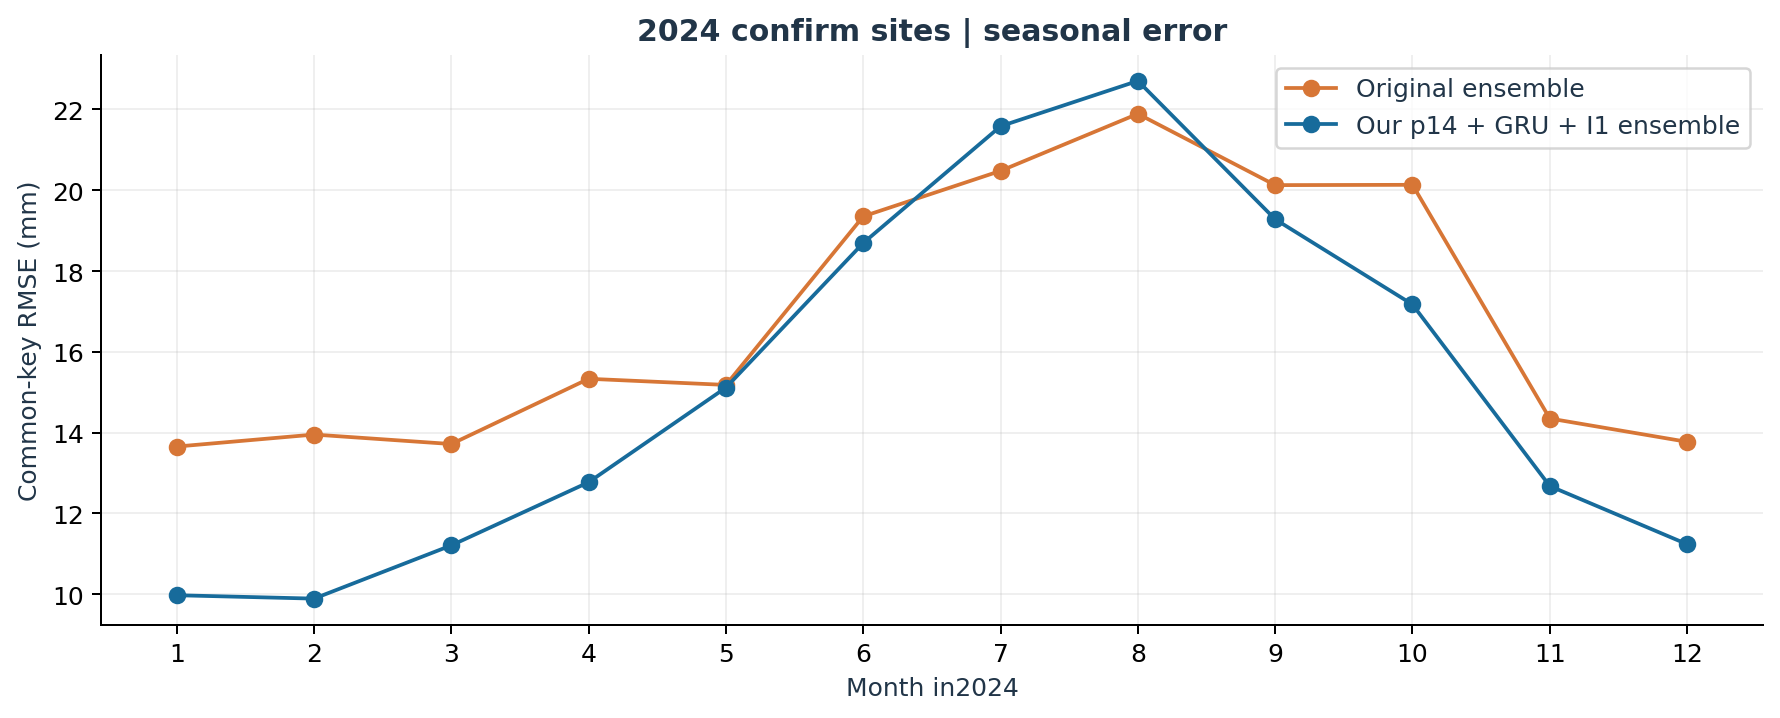 2024 confirm sites | seasonal error
Original ensemble
Our p14 + GRU + I1 ensemble
Common-key RMSE (mm)
22
20
18
16
14
12
10
1 2 3 4 5 6 7 8 9 10 11 12
Month in2024